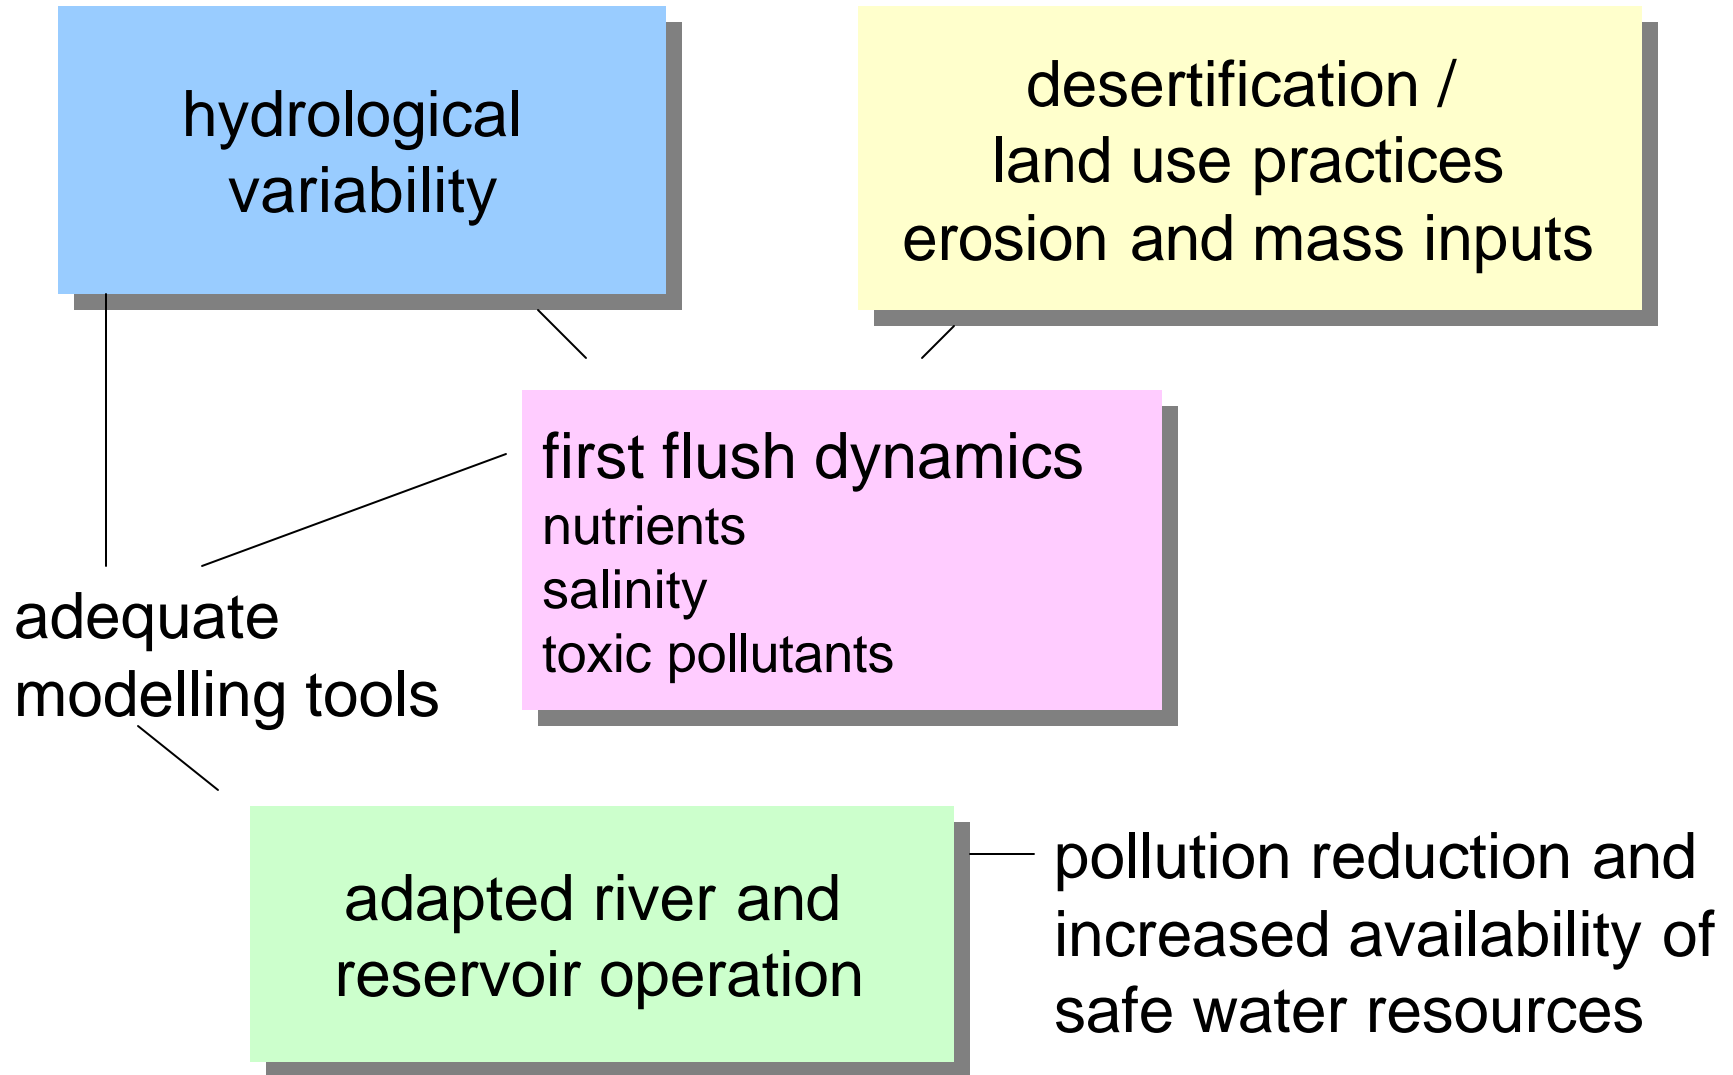 hydrological
variability
desertification /
land use practices
erosion and mass inputs
first flush dynamics
nutrients
salinity
toxic pollutants
adequate
modelling tools
adapted river and
reservoir operation
pollution reduction and
increased availability of
safe water resources